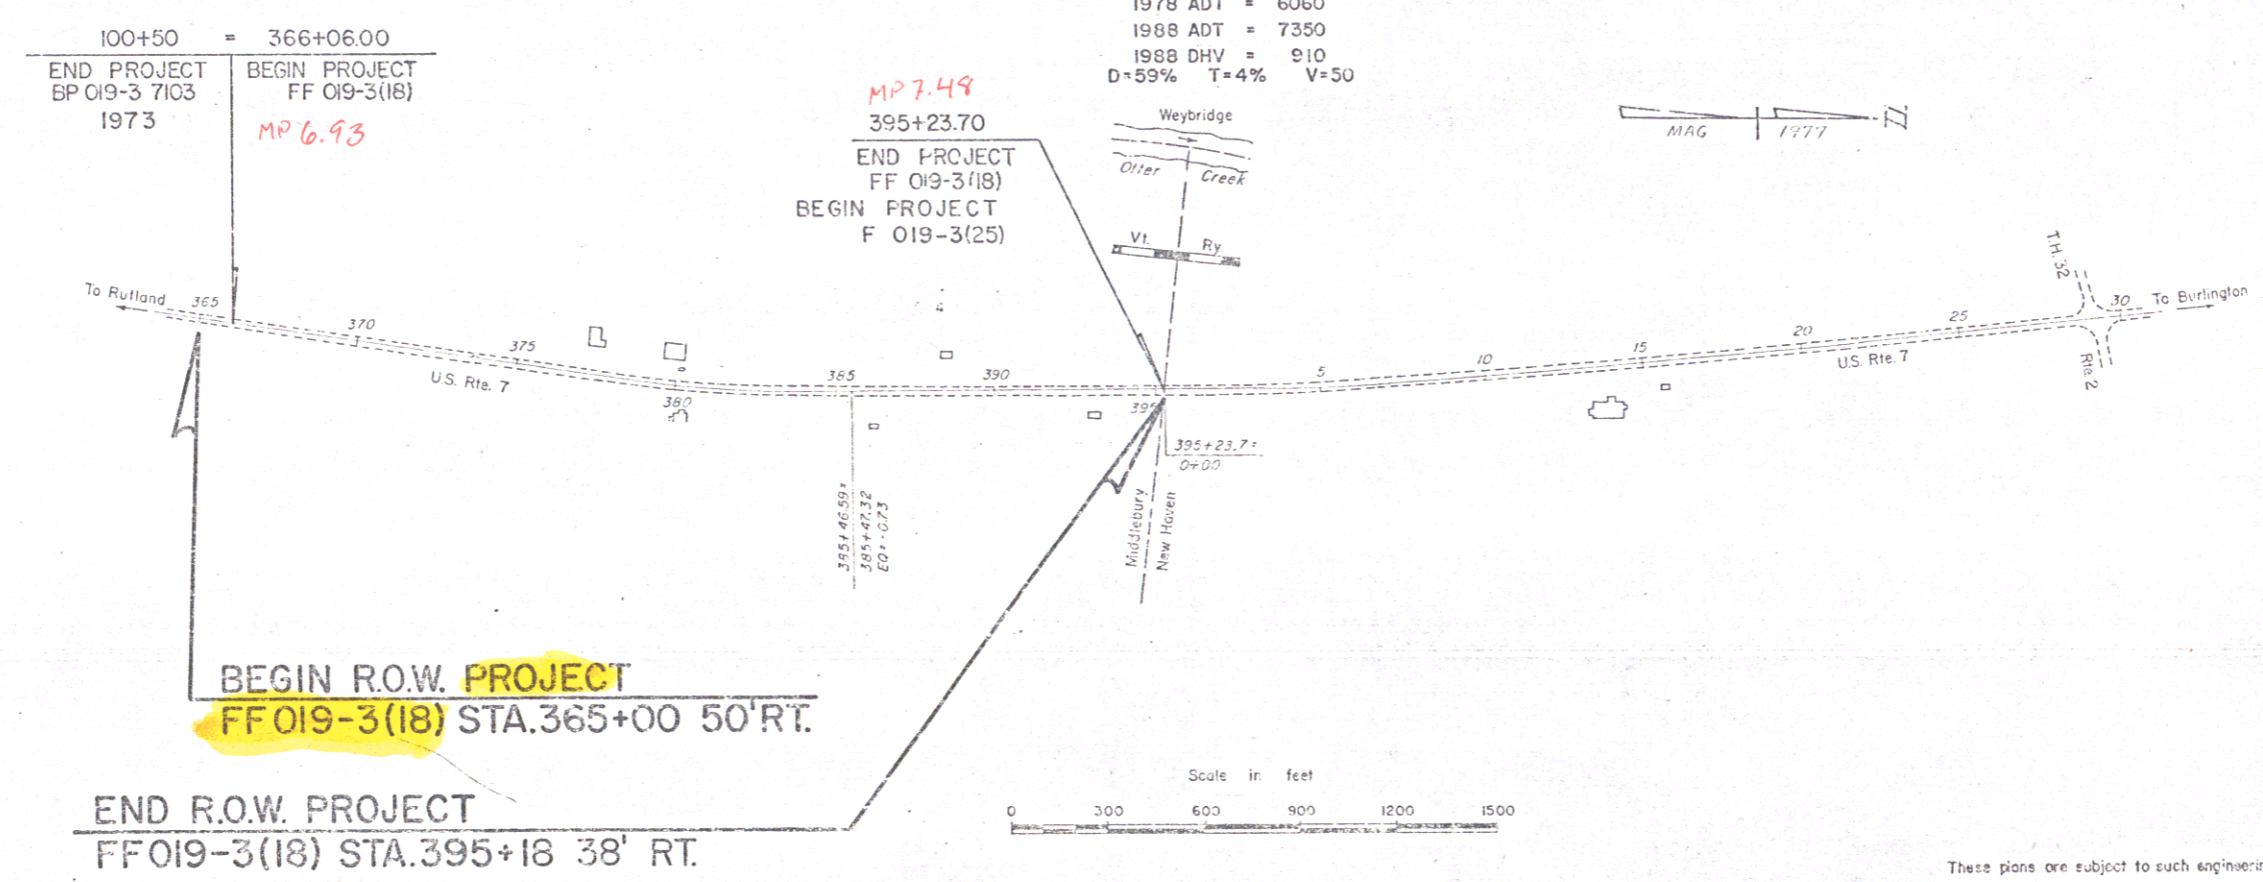 1978 ADT = 6060
1988 ADT = 7350
1988 DHV = 910
D=59% T=4% V=50
100+50 = 366+06.00
END PROJECT
BP 019-3 7103
1973
BEGIN PROJECT
FF 019-3(18)
MP 6.93
MP 7.48
395+23.70
END PROJECT
FF 019-3(18)
BEGIN PROJECT
F 019-3(25)
Weybridge
Otter Creek
Vt. Ry
MAG 1977
N
To Rutland
365
370
375
380
385
390
395
5
10
15
20
25
30
4
U.S. Rte. 7
U.S. Rte. 7
T.H. 32
Rte. 2
To Burlington
395+23.7=
0+00
385+46.59=
385+47.32
EQ=-0.73
Middlebury
New Haven
BEGIN R.O.W. PROJECT
FF019-3(18) STA.365+00 50'RT.
END R.O.W. PROJECT
FF019-3(18) STA.395+18 38' RT.
Scale in feet
0 300 600 900 1200 1500
These plans are subject to such engineerin